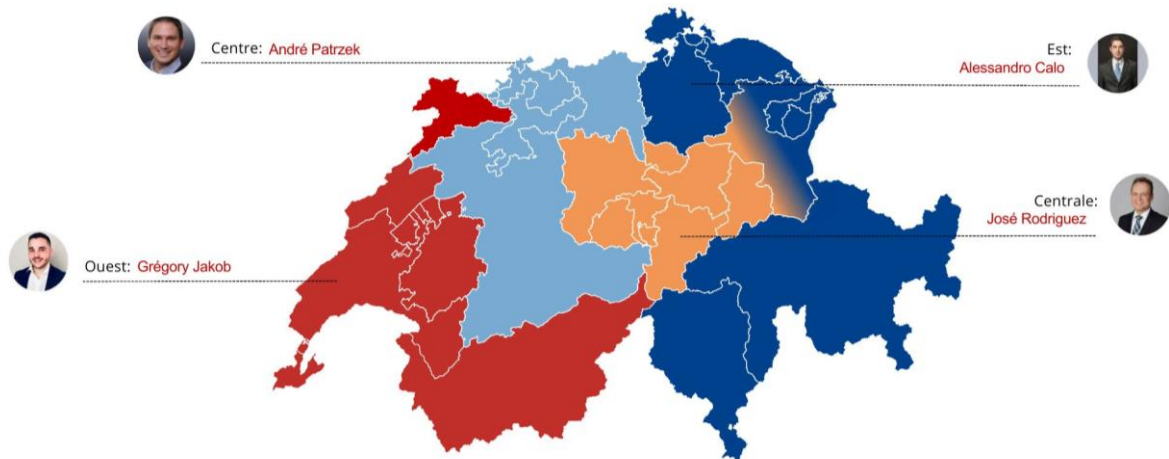 Centre: André Patrzek
Est:
Alessandro Calo
Centrale:
José Rodriguez
Ouest: Grégory Jakob